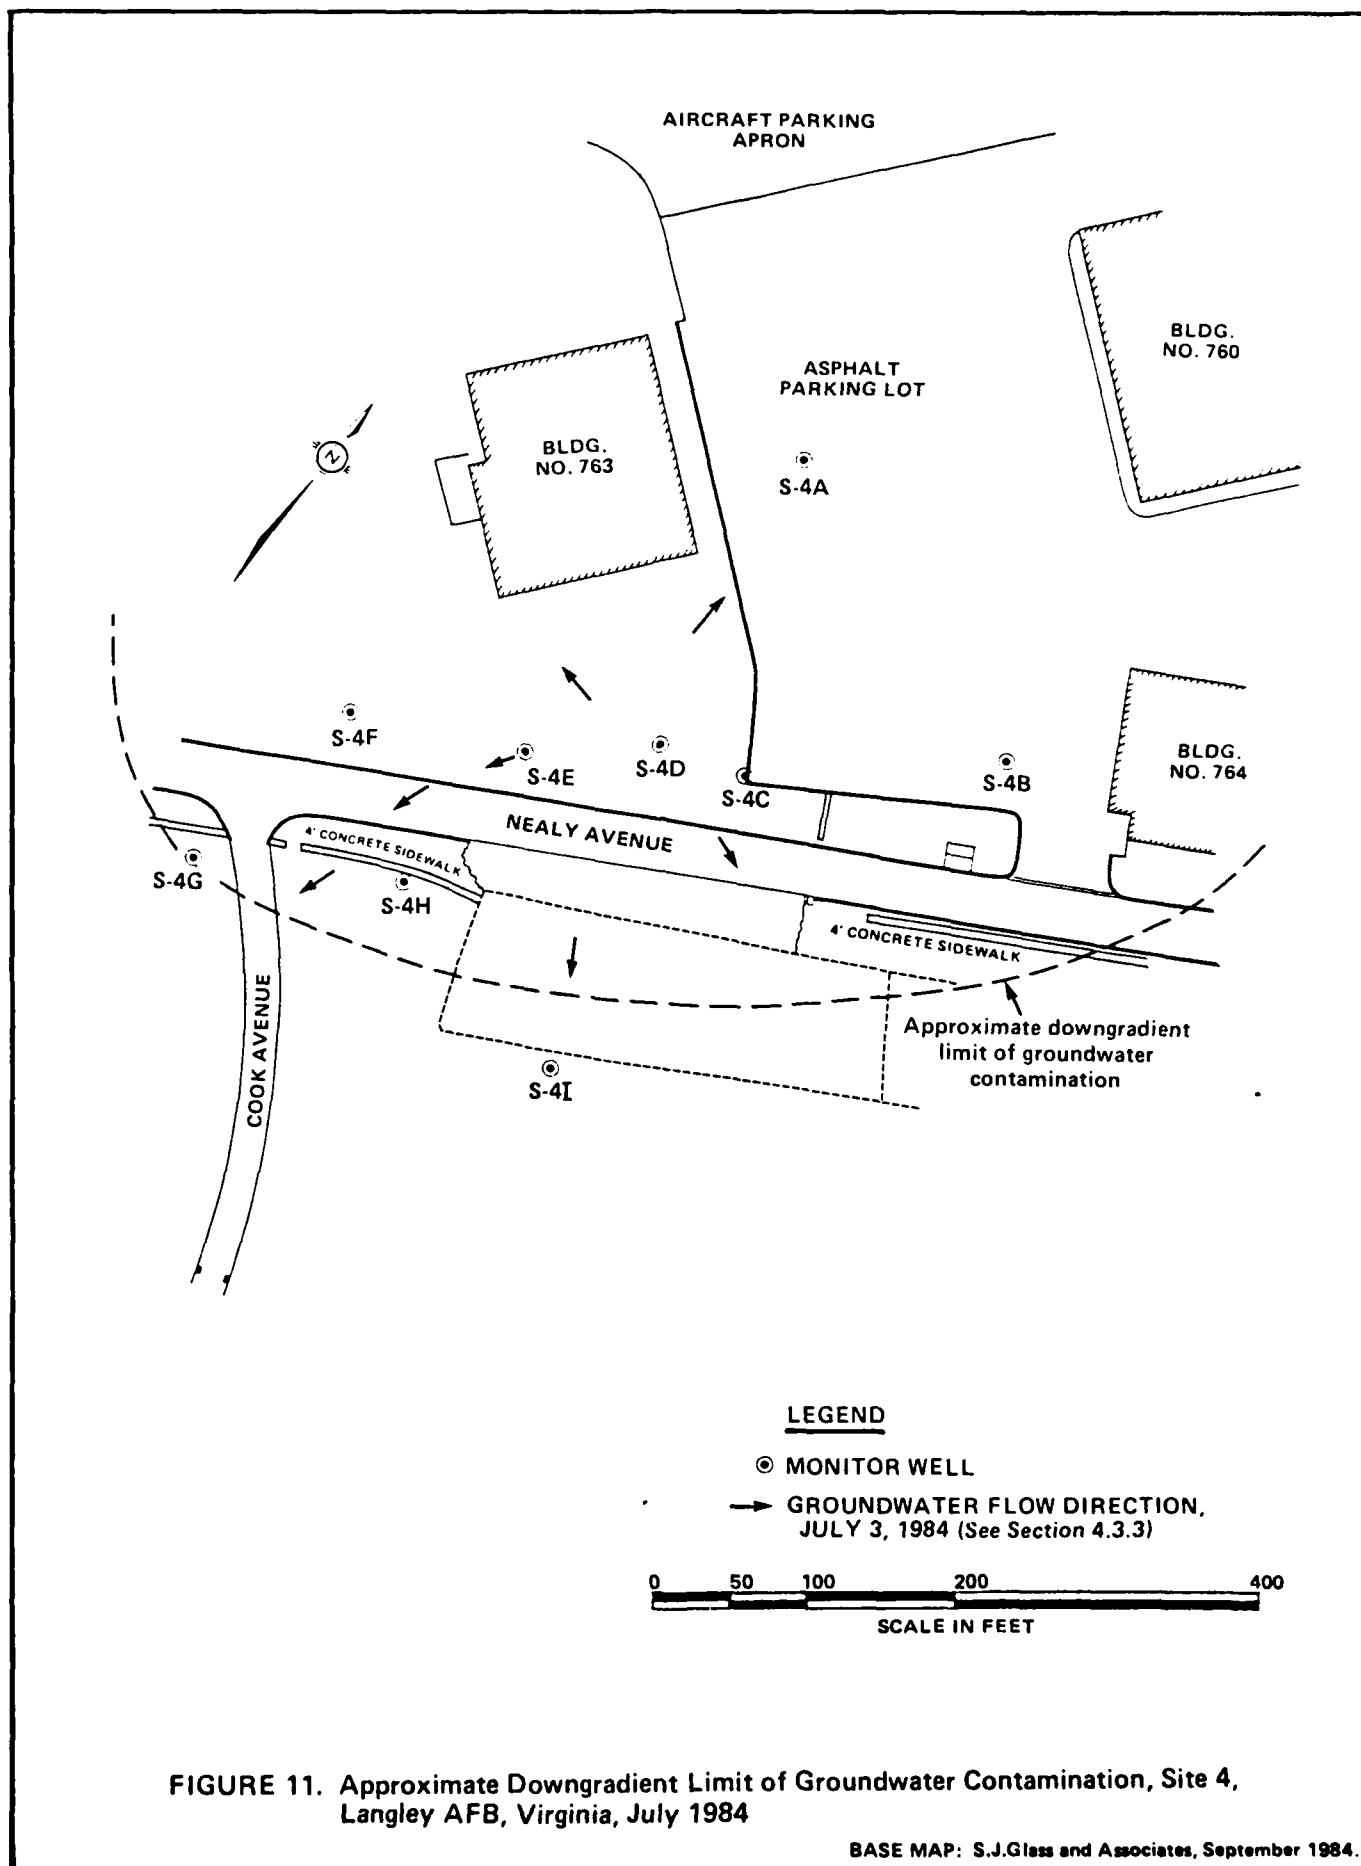 AIRCRAFT PARKING
APRON
BLDG.
NO. 760
ASPHALT
PARKING LOT
BLDG.
NO. 763
N
S-4A
S-4F
S-4E
S-4D
S-4C
S-4B
BLDG.
NO. 764
NEALY AVENUE
4' CONCRETE SIDEWALK
S-4G
S-4H
4' CONCRETE SIDEWALK
COOK AVENUE
Approximate downgradient
limit of groundwater
contamination
S-4I
LEGEND
MONITOR WELL
GROUNDWATER FLOW DIRECTION,
JULY 3, 1984 (See Section 4.3.3)
0 50 100 200 400
SCALE IN FEET
FIGURE 11. Approximate Downgradient Limit of Groundwater Contamination, Site 4,
Langley AFB, Virginia, July 1984
BASE MAP: S.J.Glass and Associates, September 1984.